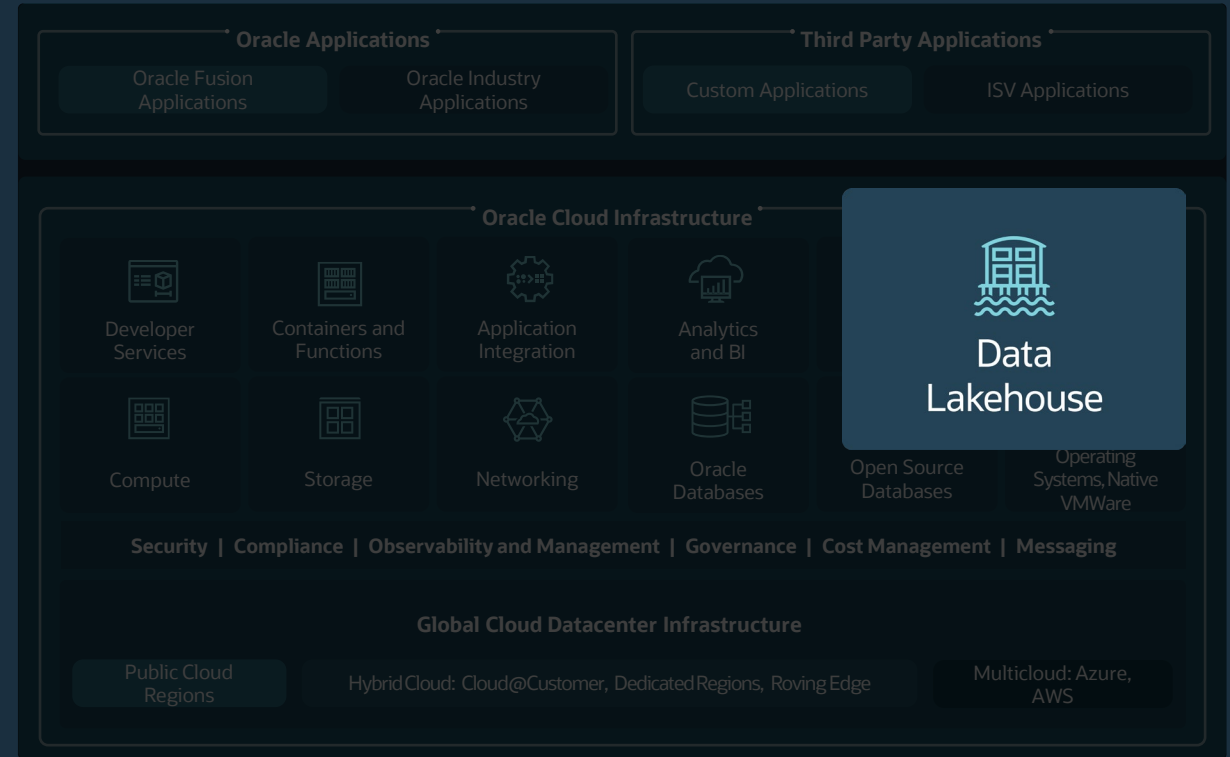 Oracle Applications
Third Party Applications
Oracle Fusion
Applications
Oracle Industry
Applications
Custom Applications
ISV Applications
Oracle Cloud Infrastructure
Developer
Services
Containers and
Functions
Application
Integration
Analytics
and BI
Data
Lakehouse
Compute
Storage
Networking
Oracle
Databases
Open Source
Databases
Operating
Systems, Native
VMWare
Security | Compliance | Observability and Management | Governance | Cost Management | Messaging
Global Cloud Datacenter Infrastructure
Public Cloud
Regions
Hybrid Cloud: Cloud@Customer, Dedicated Regions, Roving Edge
Multicloud: Azure,
AWS